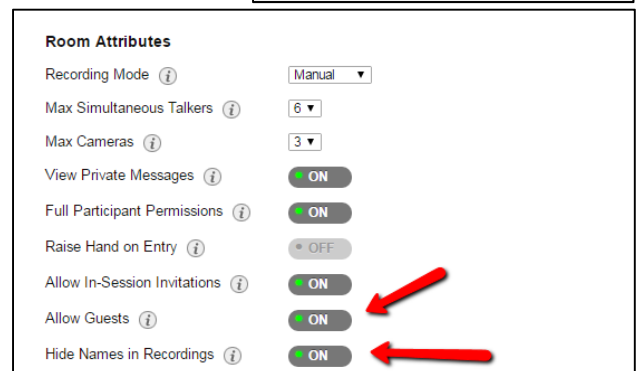 Room Attributes
Recording Mode i Manual
Max Simultaneous Talkers i 6
Max Cameras i 3
View Private Messages i ON
Full Participant Permissions i ON
Raise Hand on Entry i OFF
Allow In-Session Invitations i ON
Allow Guests i ON
Hide Names in Recordings i ON